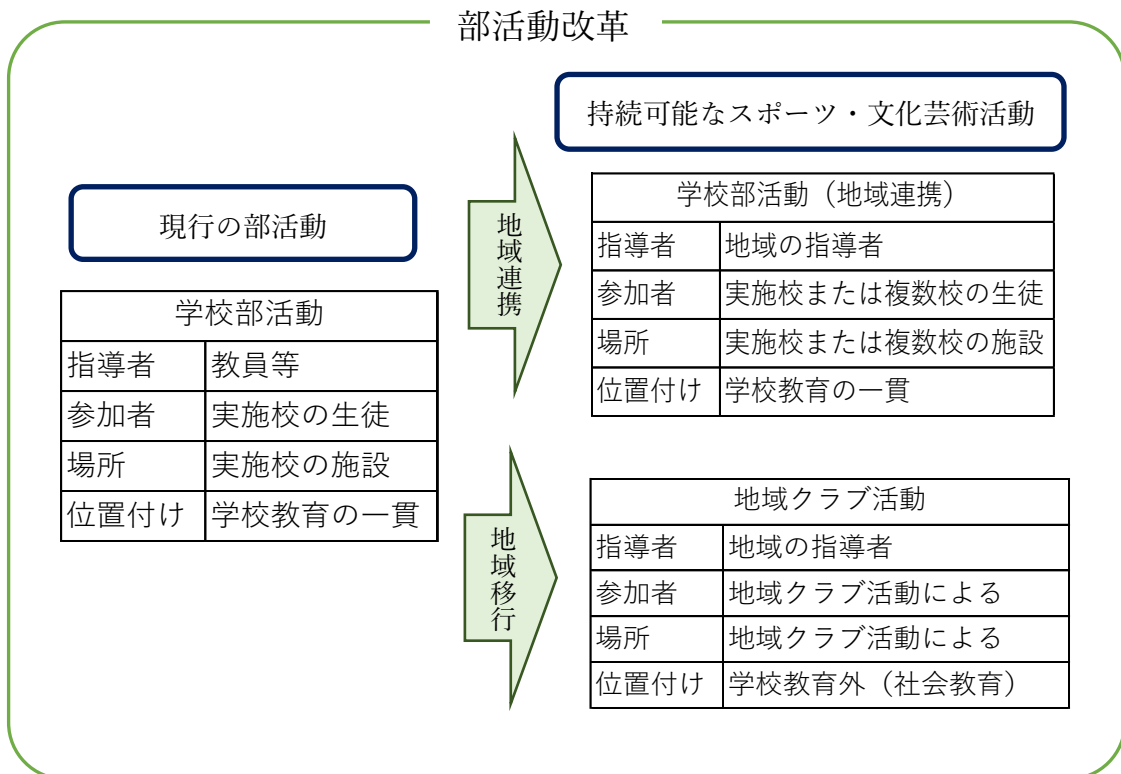 部活動改革
現行の部活動
学校部活動
指導者 教員等
参加者 実施校の生徒
場所 実施校の施設
位置付け 学校教育の一貫
地域連携
地域移行
持続可能なスポーツ・文化芸術活動
学校部活動（地域連携）
指導者 地域の指導者
参加者 実施校または複数校の生徒
場所 実施校または複数校の施設
位置付け 学校教育の一貫
地域クラブ活動
指導者 地域の指導者
参加者 地域クラブ活動による
場所 地域クラブ活動による
位置付け 学校教育外（社会教育）